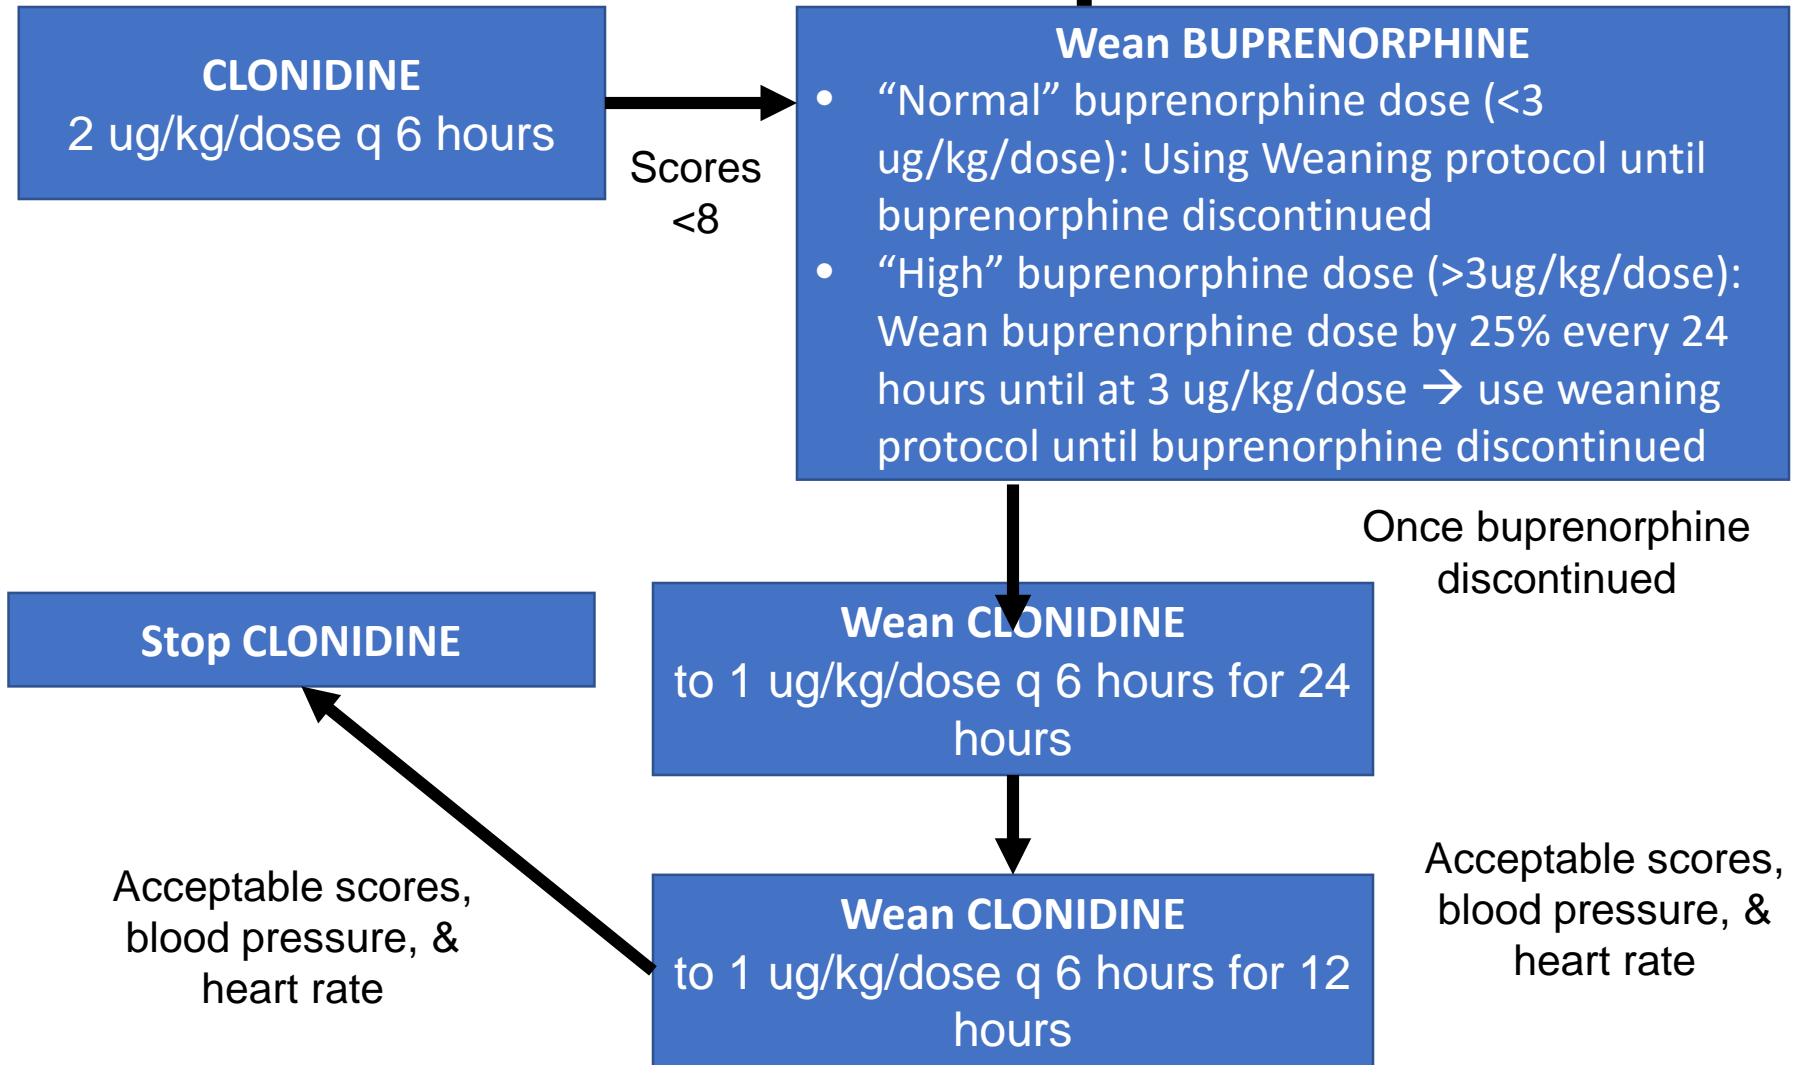 CLONIDINE
2 ug/kg/dose q 6 hours
Scores
<8
Wean BUPRENORPHINE
• “Normal” buprenorphine dose (<3
ug/kg/dose): Using Weaning protocol until
buprenorphine discontinued
• “High” buprenorphine dose (>3ug/kg/dose):
Wean buprenorphine dose by 25% every 24
hours until at 3 ug/kg/dose → use weaning
protocol until buprenorphine discontinued
Once buprenorphine
discontinued
Wean CLONIDINE
to 1 ug/kg/dose q 6 hours for 24
hours
Acceptable scores,
blood pressure, &
heart rate
Wean CLONIDINE
to 1 ug/kg/dose q 6 hours for 12
hours
Acceptable scores,
blood pressure, &
heart rate
Stop CLONIDINE